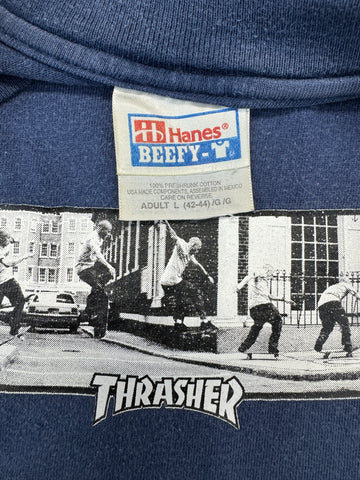 Hanes®
BEEFY-T
100% PRESHRUNK COTTON
USA MADE COMPONENTS, ASSEMBLED IN MEXICO
CARE ON REVERSE
ADULT L (42-44)/G/G
THRASHER